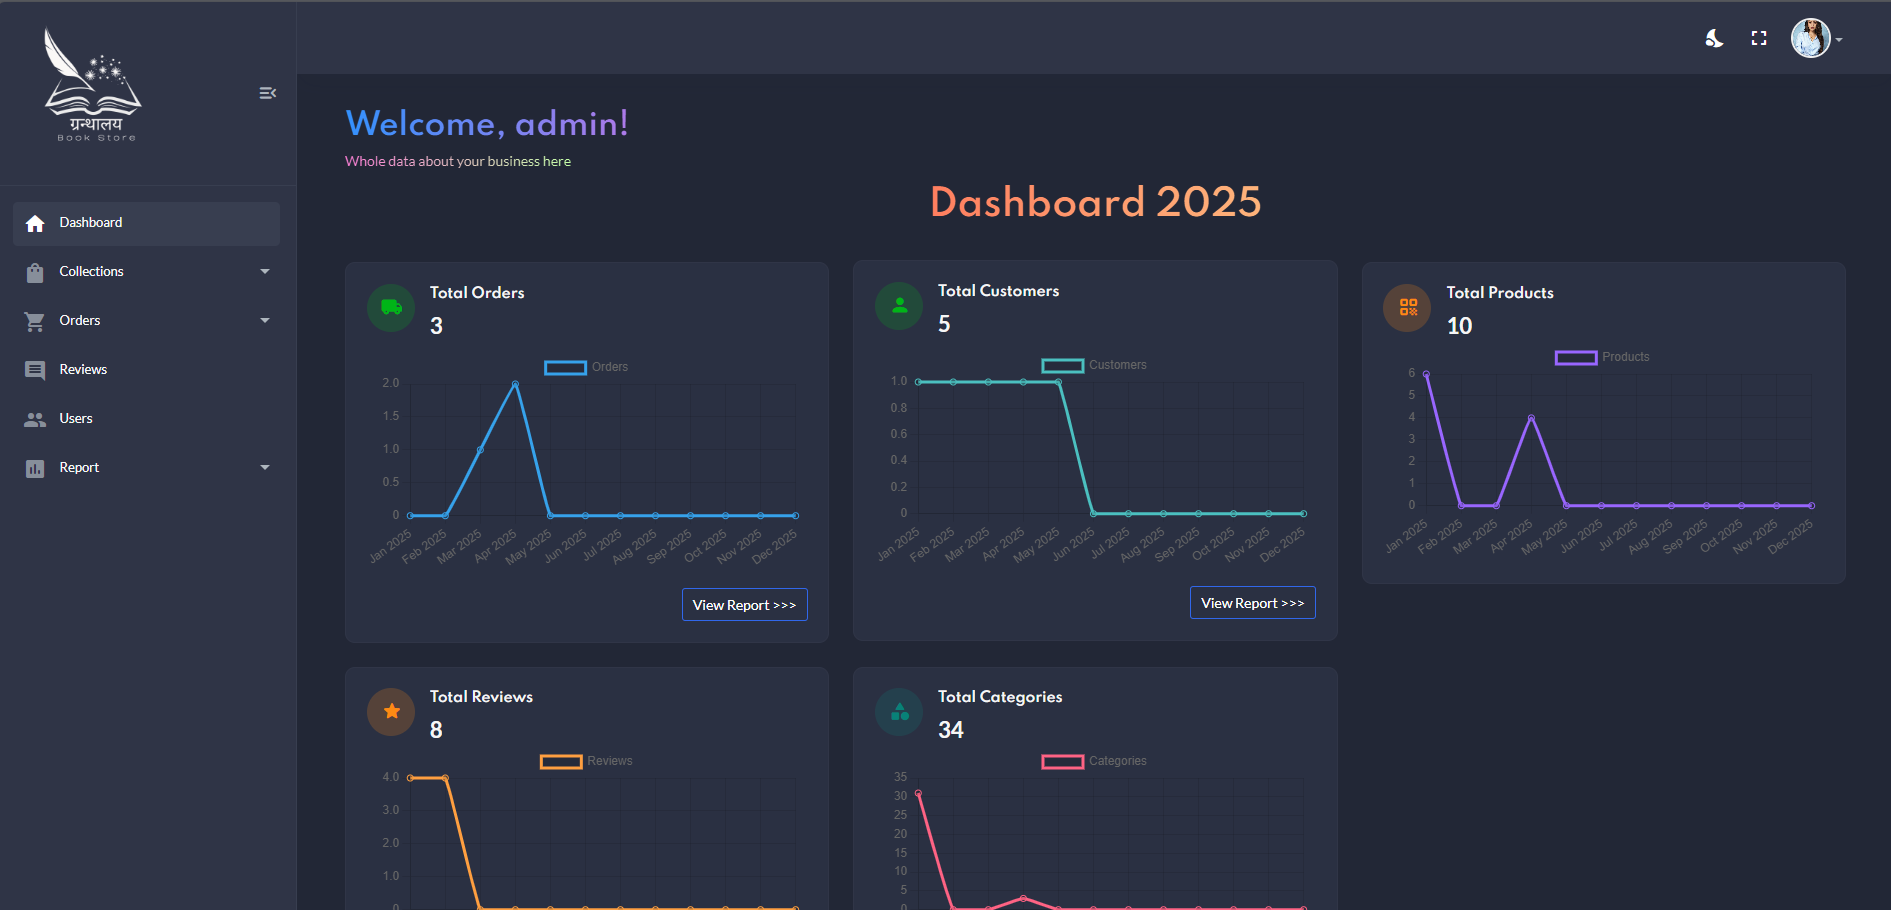 ग्रन्थालय
Book Store
Dashboard
Collections
Orders
Reviews
Users
Report
Welcome, admin!
Whole data about your business here
Dashboard 2025
Total Orders
3
Orders
2.0
1.5
1.0
0.5
0
Jan 2025
Feb 2025
Mar 2025
Apr 2025
May 2025
Jun 2025
Jul 2025
Aug 2025
Sep 2025
Oct 2025
Nov 2025
Dec 2025
View Report >>>
Total Customers
5
Customers
1.0
0.8
0.6
0.4
0.2
0
Jan 2025
Feb 2025
Mar 2025
Apr 2025
May 2025
Jun 2025
Jul 2025
Aug 2025
Sep 2025
Oct 2025
Nov 2025
Dec 2025
View Report >>>
Total Products
10
Products
6
5
4
3
2
1
0
Jan 2025
Feb 2025
Mar 2025
Apr 2025
May 2025
Jun 2025
Jul 2025
Aug 2025
Sep 2025
Oct 2025
Nov 2025
Dec 2025
Total Reviews
8
Reviews
4.0
3.0
2.0
1.0
0
Total Categories
34
Categories
35
30
25
20
15
10
5
0